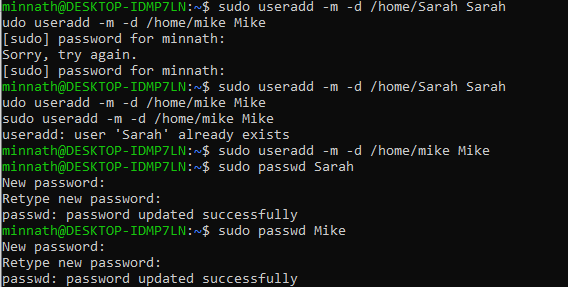 minnath@DESKTOP-IDMP7LN:~$ sudo useradd -m -d /home/Sarah Sarah
udo useradd -m -d /home/mike Mike
[sudo] password for minnath:
Sorry, try again.
[sudo] password for minnath:
minnath@DESKTOP-IDMP7LN:~$ sudo useradd -m -d /home/Sarah Sarah
udo useradd -m -d /home/mike Mike
sudo useradd -m -d /home/mike Mike
useradd: user 'Sarah' already exists
minnath@DESKTOP-IDMP7LN:~$ sudo useradd -m -d /home/mike Mike
minnath@DESKTOP-IDMP7LN:~$ sudo passwd Sarah
New password:
Retype new password:
passwd: password updated successfully
minnath@DESKTOP-IDMP7LN:~$ sudo passwd Mike
New password:
Retype new password:
passwd: password updated successfully